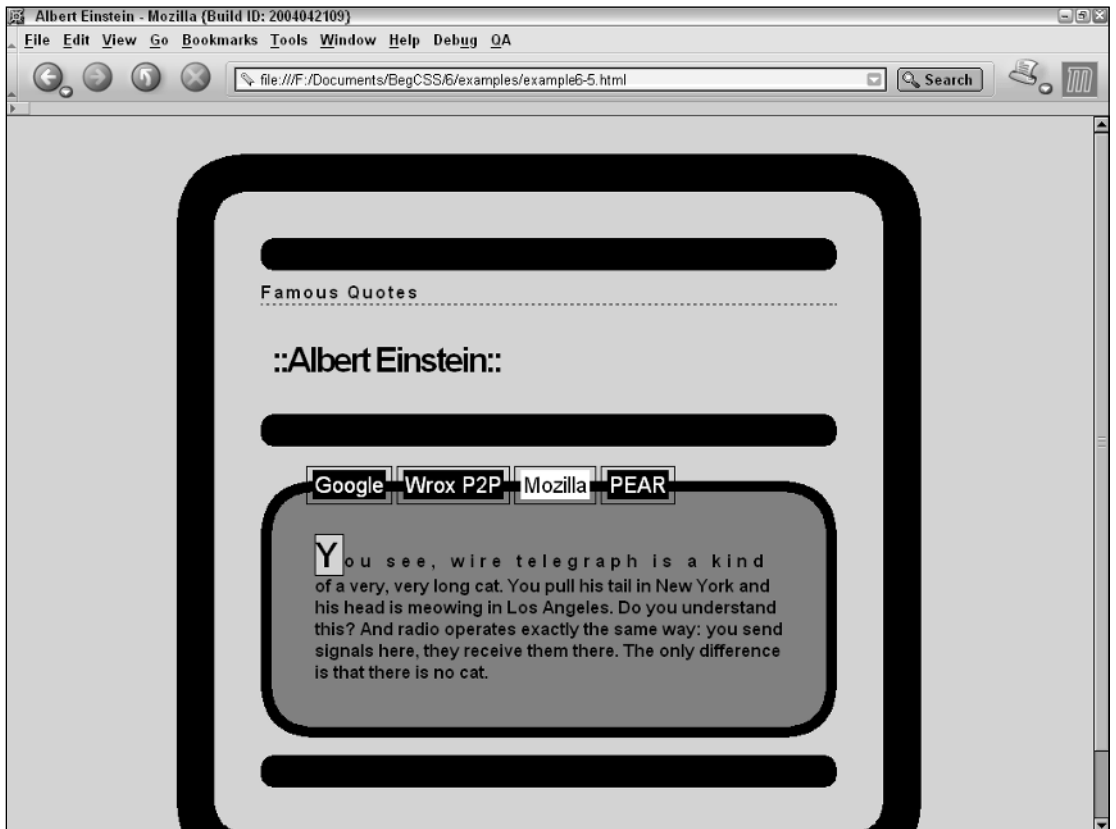 Albert Einstein - Mozilla {Build ID: 2004042109}
File Edit View Go Bookmarks Tools Window Help Debug QA
file:///F:/Documents/BegCSS/6/examples/example6-5.html Search
Famous Quotes
::Albert Einstein::
Google Wrox P2P Mozilla PEAR
You see, wire telegraph is a kind
of a very, very long cat. You pull his tail in New York and
his head is meowing in Los Angeles. Do you understand
this? And radio operates exactly the same way: you send
signals here, they receive them there. The only difference
is that there is no cat.